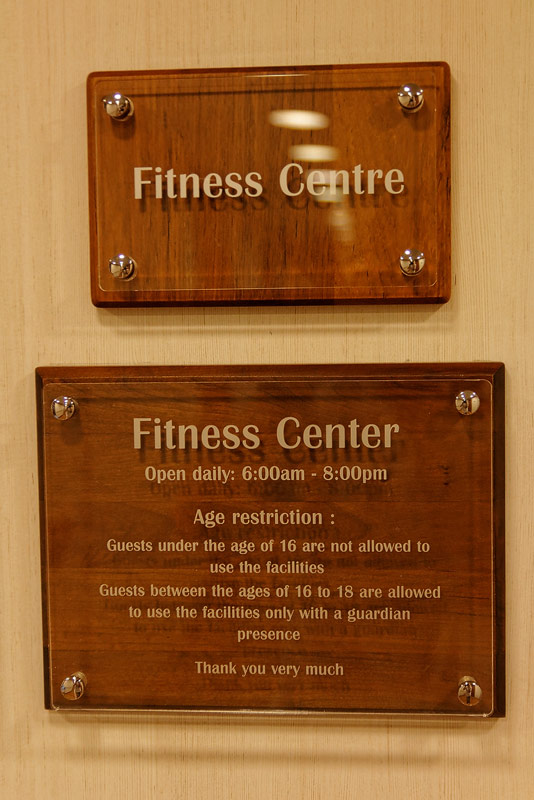 Fitness Centre
Fitness Center
Open daily: 6:00am - 8:00pm
Age restriction :
Guests under the age of 16 are not allowed to
use the facilities
Guests between the ages of 16 to 18 are allowed
to use the facilities only with a guardian
presence
Thank you very much